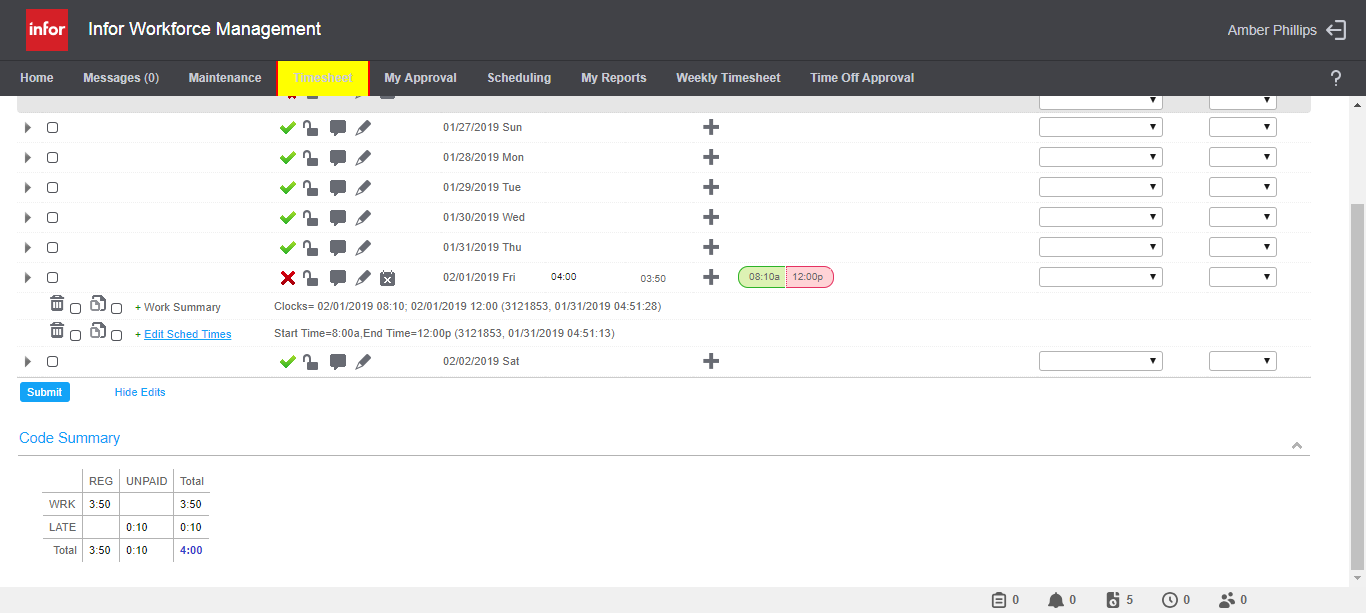 infor Infor Workforce Management Amber Phillips
Home Messages (0) Maintenance Timesheet My Approval Scheduling My Reports Weekly Timesheet Time Off Approval ?
01/27/2019 Sun
01/28/2019 Mon
01/29/2019 Tue
01/30/2019 Wed
01/31/2019 Thu
02/01/2019 Fri 04:00 03:50 08:10a 12:00p
+ Work Summary Clocks= 02/01/2019 08:10; 02/01/2019 12:00 (3121853, 01/31/2019 04:51:28)
+ Edit Sched Times Start Time=8:00a,End Time=12:00p (3121853, 01/31/2019 04:51:13)
02/02/2019 Sat
Submit Hide Edits
Code Summary
REG UNPAID Total
WRK 3:50 3:50
LATE 0:10 0:10
Total 3:50 0:10 4:00
0 0 5 0 0